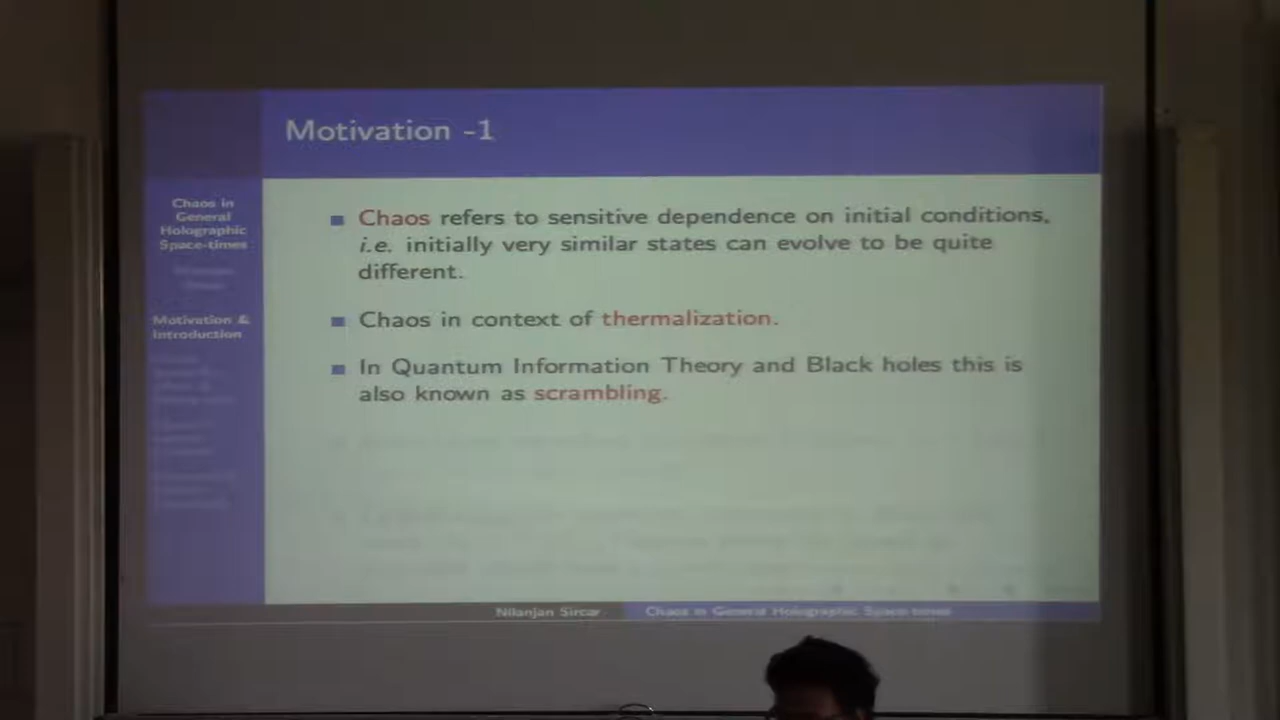 Motivation -1
Chaos in
General
Holographic
Space-times
Motivation &
Introduction
Chaos refers to sensitive dependence on initial conditions,
i.e. initially very similar states can evolve to be quite
different.
Chaos in context of thermalization.
In Quantum Information Theory and Black holes this is
also known as scrambling.
Nilanjan Sircar
Chaos in General Holographic Space-times